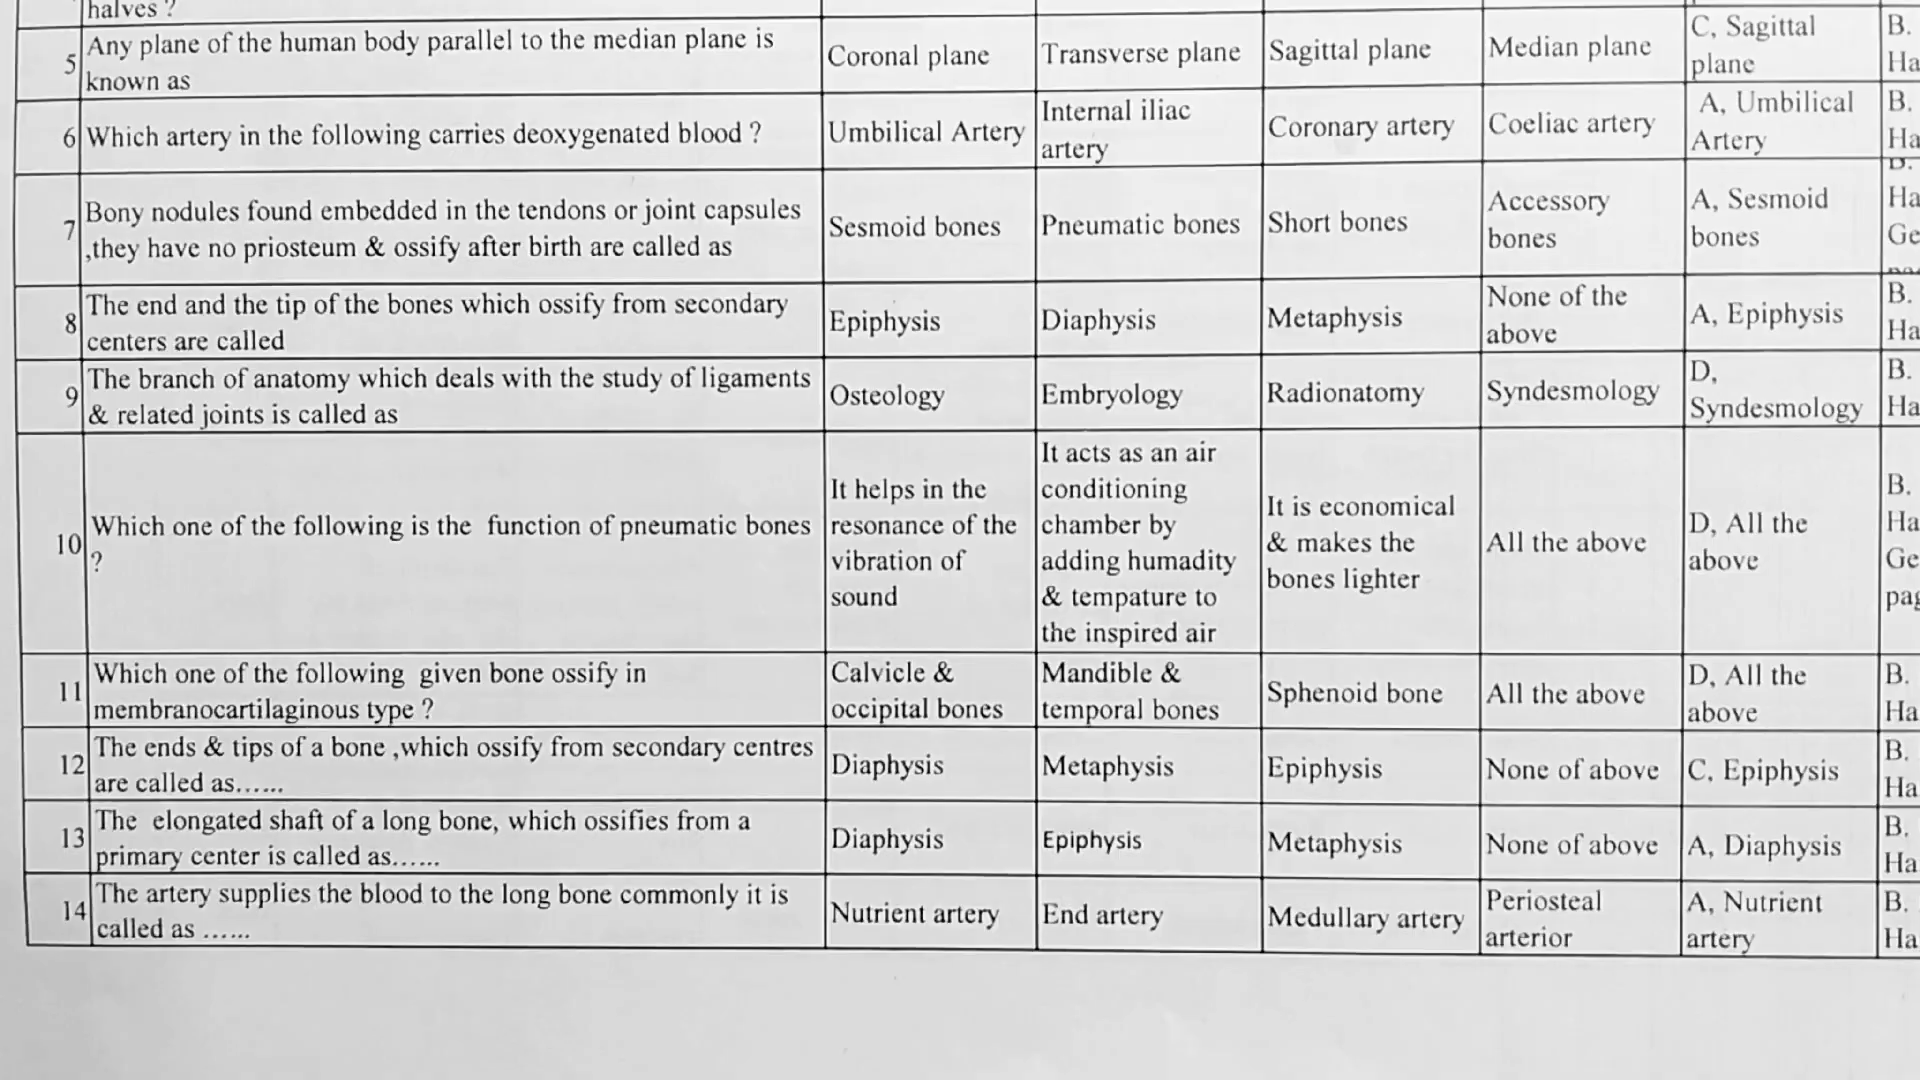 halves ?
5 Any plane of the human body parallel to the median plane is
known as
Coronal plane
Transverse plane
Sagittal plane
Median plane
C, Sagittal
plane
B.
Ha
6 Which artery in the following carries deoxygenated blood ?
Umbilical Artery
Internal iliac
artery
Coronary artery
Coeliac artery
A, Umbilical
Artery
B.
Ha
7 Bony nodules found embedded in the tendons or joint capsules
,they have no priosteum & ossify after birth are called as
Sesmoid bones
Pneumatic bones
Short bones
Accessory
bones
A, Sesmoid
bones
Ha
Ge
8 The end and the tip of the bones which ossify from secondary
centers are called
Epiphysis
Diaphysis
Metaphysis
None of the
above
A, Epiphysis
B.
Ha
9 The branch of anatomy which deals with the study of ligaments
& related joints is called as
Osteology
Embryology
Radionatomy
Syndesmology
D,
Syndesmology
B.
Ha
10 Which one of the following is the function of pneumatic bones
?
It helps in the
resonance of the
vibration of
sound
It acts as an air
conditioning
chamber by
adding humadity
& tempature to
the inspired air
It is economical
& makes the
bones lighter
All the above
D, All the
above
B.
Ha
Ge
pag
11 Which one of the following given bone ossify in
membranocartilaginous type ?
Calvicle &
occipital bones
Mandible &
temporal bones
Sphenoid bone
All the above
D, All the
above
B.
Ha
12 The ends & tips of a bone ,which ossify from secondary centres
are called as......
Diaphysis
Metaphysis
Epiphysis
None of above
C, Epiphysis
B.
Ha
13 The elongated shaft of a long bone, which ossifies from a
primary center is called as......
Diaphysis
Epiphysis
Metaphysis
None of above
A, Diaphysis
B.
Ha
14 The artery supplies the blood to the long bone commonly it is
called as ......
Nutrient artery
End artery
Medullary artery
Periosteal
arterior
A, Nutrient
artery
B.
Ha